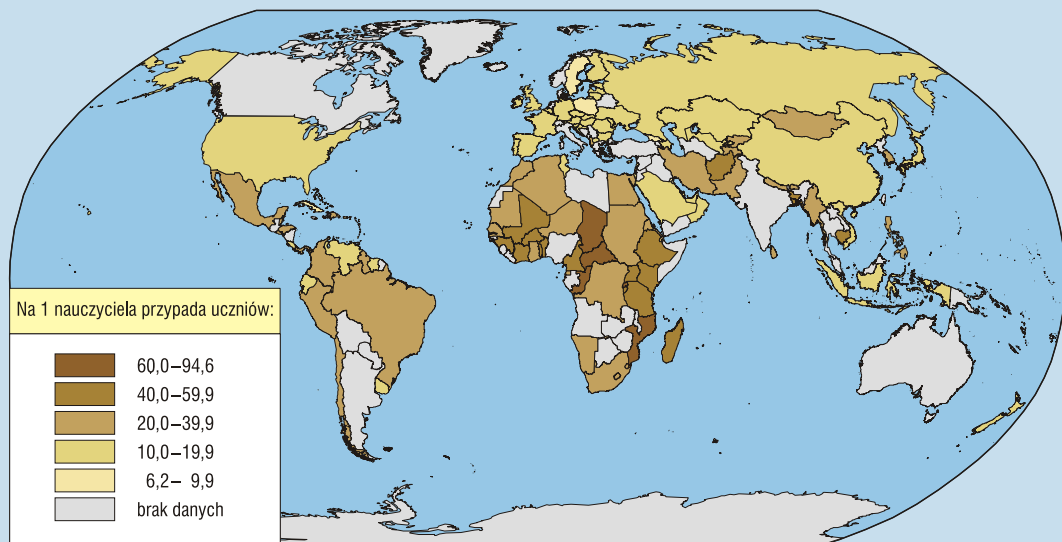 Na 1 nauczyciela przypada uczniów:
60,0–94,6
40,0–59,9
20,0–39,9
10,0–19,9
6,2– 9,9
brak danych